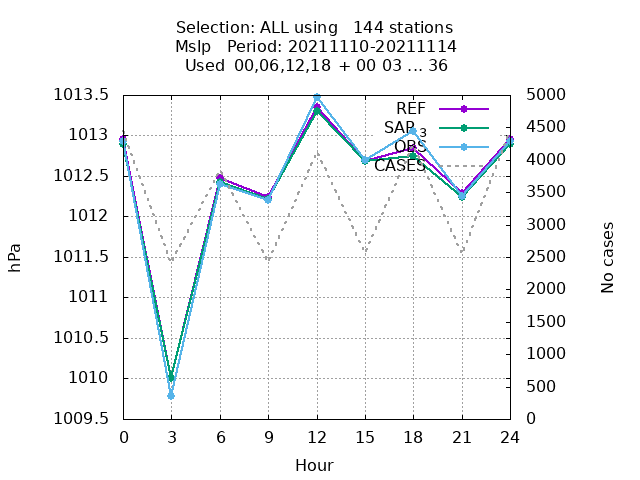 Selection: ALL using   144 stations
Mslp   Period: 20211110-20211114
Used  00,06,12,18  + 00 03 ... 36
1013.5
1013
1012.5
1012
1011.5
1011
1010.5
1010
1009.5
hPa
5000
4500
4000
3500
3000
2500
2000
1500
1000
500
0
No cases
REF
SAP_3
OBS
CASES
0 3 6 9 12 15 18 21 24
Hour